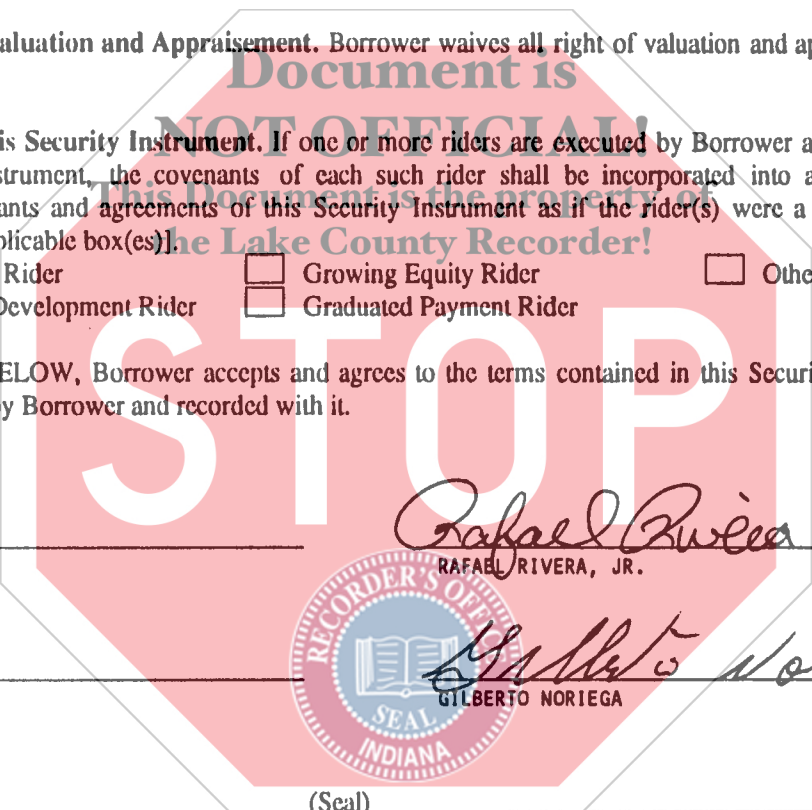 aluation and Appraisement. Borrower waives all right of valuation and ap
Document is
NOT OFFICIAL!
is Security Instrument. If one or more riders are executed by Borrower a
strument, the covenants of each such rider shall be incorporated into a
This Document is the property of
ants and agreements of this Security Instrument as if the rider(s) were a
plicable box(es)].
the Lake County Recorder!
Rider Growing Equity Rider Othe
Development Rider Graduated Payment Rider
ELOW, Borrower accepts and agrees to the terms contained in this Securi
by Borrower and recorded with it.
STOP
Rafael Rivera
RAFAEL RIVERA, JR.
Gilberto No
GILBERTO NORIEGA
RECORDER'S OFFICE
SEAL
INDIANA
(Seal)